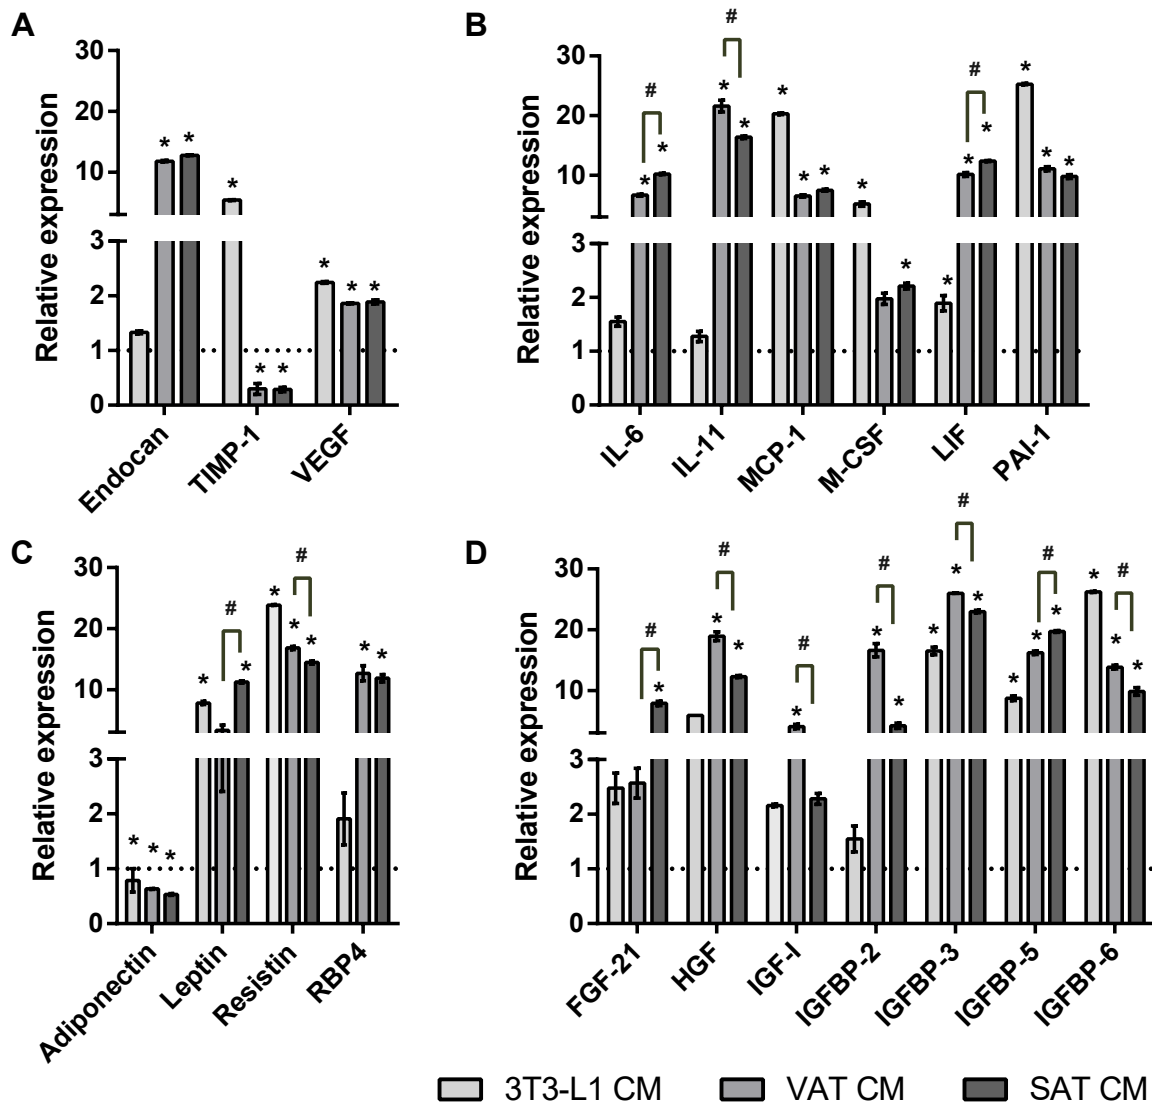 A
Relative expression
30
20
10
3
2
1
0
* * * * * * * *
Endocan
TIMP-1
VEGF
B
Relative expression
30
20
10
3
2
1
0
# # #
* * * * * * * * * * * * * * *
IL-6
IL-11
MCP-1
M-CSF
LIF
PAI-1
C
Relative expression
30
20
10
3
2
1
0
# #
* * * * * * * * * *
Adiponectin
Leptin
Resistin
RBP4
D
Relative expression
30
20
10
3
2
1
0
# # # # # # #
* * * * * * * * * * * * * * *
FGF-21
HGF
IGF-I
IGFBP-2
IGFBP-3
IGFBP-5
IGFBP-6
3T3-L1 CM
VAT CM
SAT CM